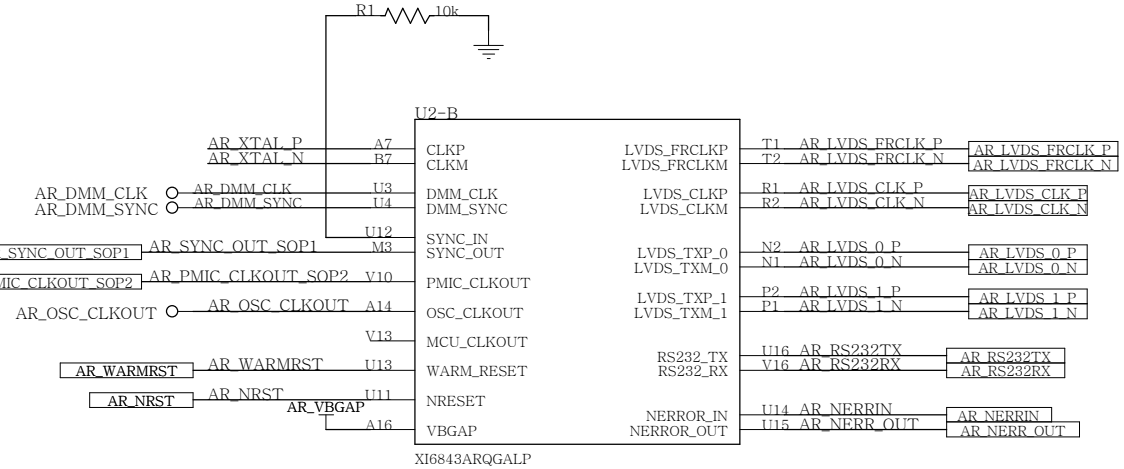 R1 10k
U2-B
AR_XTAL_P A7 CLKP LVDS_FRCLKP T1 AR_LVDS_FRCLK_P AR_LVDS_FRCLK_P
AR_XTAL_N B7 CLKM LVDS_FRCLKM T2 AR_LVDS_FRCLK_N AR_LVDS_FRCLK_N
AR_DMM_CLK AR_DMM_CLK U3 DMM_CLK LVDS_CLKP R1 AR_LVDS_CLK_P AR_LVDS_CLK_P
AR_DMM_SYNC AR_DMM_SYNC U4 DMM_SYNC LVDS_CLKM R2 AR_LVDS_CLK_N AR_LVDS_CLK_N
U12 SYNC_IN
_SYNC_OUT_SOP1 AR_SYNC_OUT_SOP1 M3 SYNC_OUT LVDS_TXP_0 N2 AR_LVDS_0_P AR_LVDS_0_P
LVDS_TXM_0 N1 AR_LVDS_0_N AR_LVDS_0_N
MIC_CLKOUT_SOP2 AR_PMIC_CLKOUT_SOP2 V10 PMIC_CLKOUT
LVDS_TXP_1 P2 AR_LVDS_1_P AR_LVDS_1_P
AR_OSC_CLKOUT AR_OSC_CLKOUT A14 OSC_CLKOUT LVDS_TXM_1 P1 AR_LVDS_1_N AR_LVDS_1_N
V13 MCU_CLKOUT
RS232_TX U16 AR_RS232TX AR_RS232TX
AR_WARMRST AR_WARMRST U13 WARM_RESET RS232_RX V16 AR_RS232RX AR_RS232RX
AR_NRST AR_NRST U11 NRESET
AR_VBGAP NERROR_IN U14 AR_NERRIN AR_NERRIN
A16 VBGAP NERROR_OUT U15 AR_NERR_OUT AR_NERR_OUT
XI6843ARQGALP